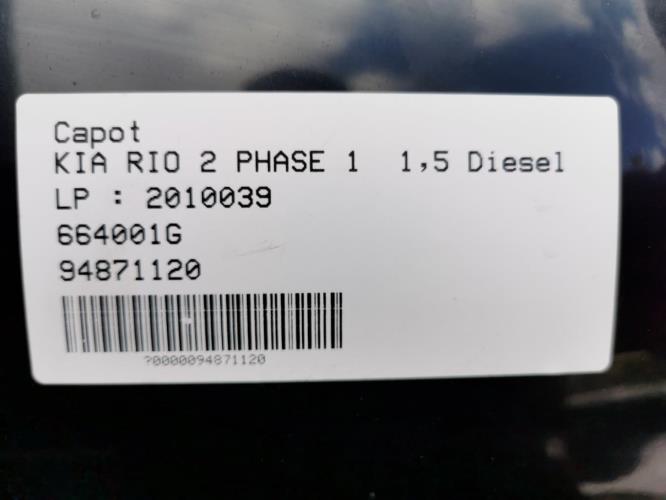 Capot
KIA RIO 2 PHASE 1 1,5 Diesel
LP : 2010039
664001G
94871120
?0000094871120